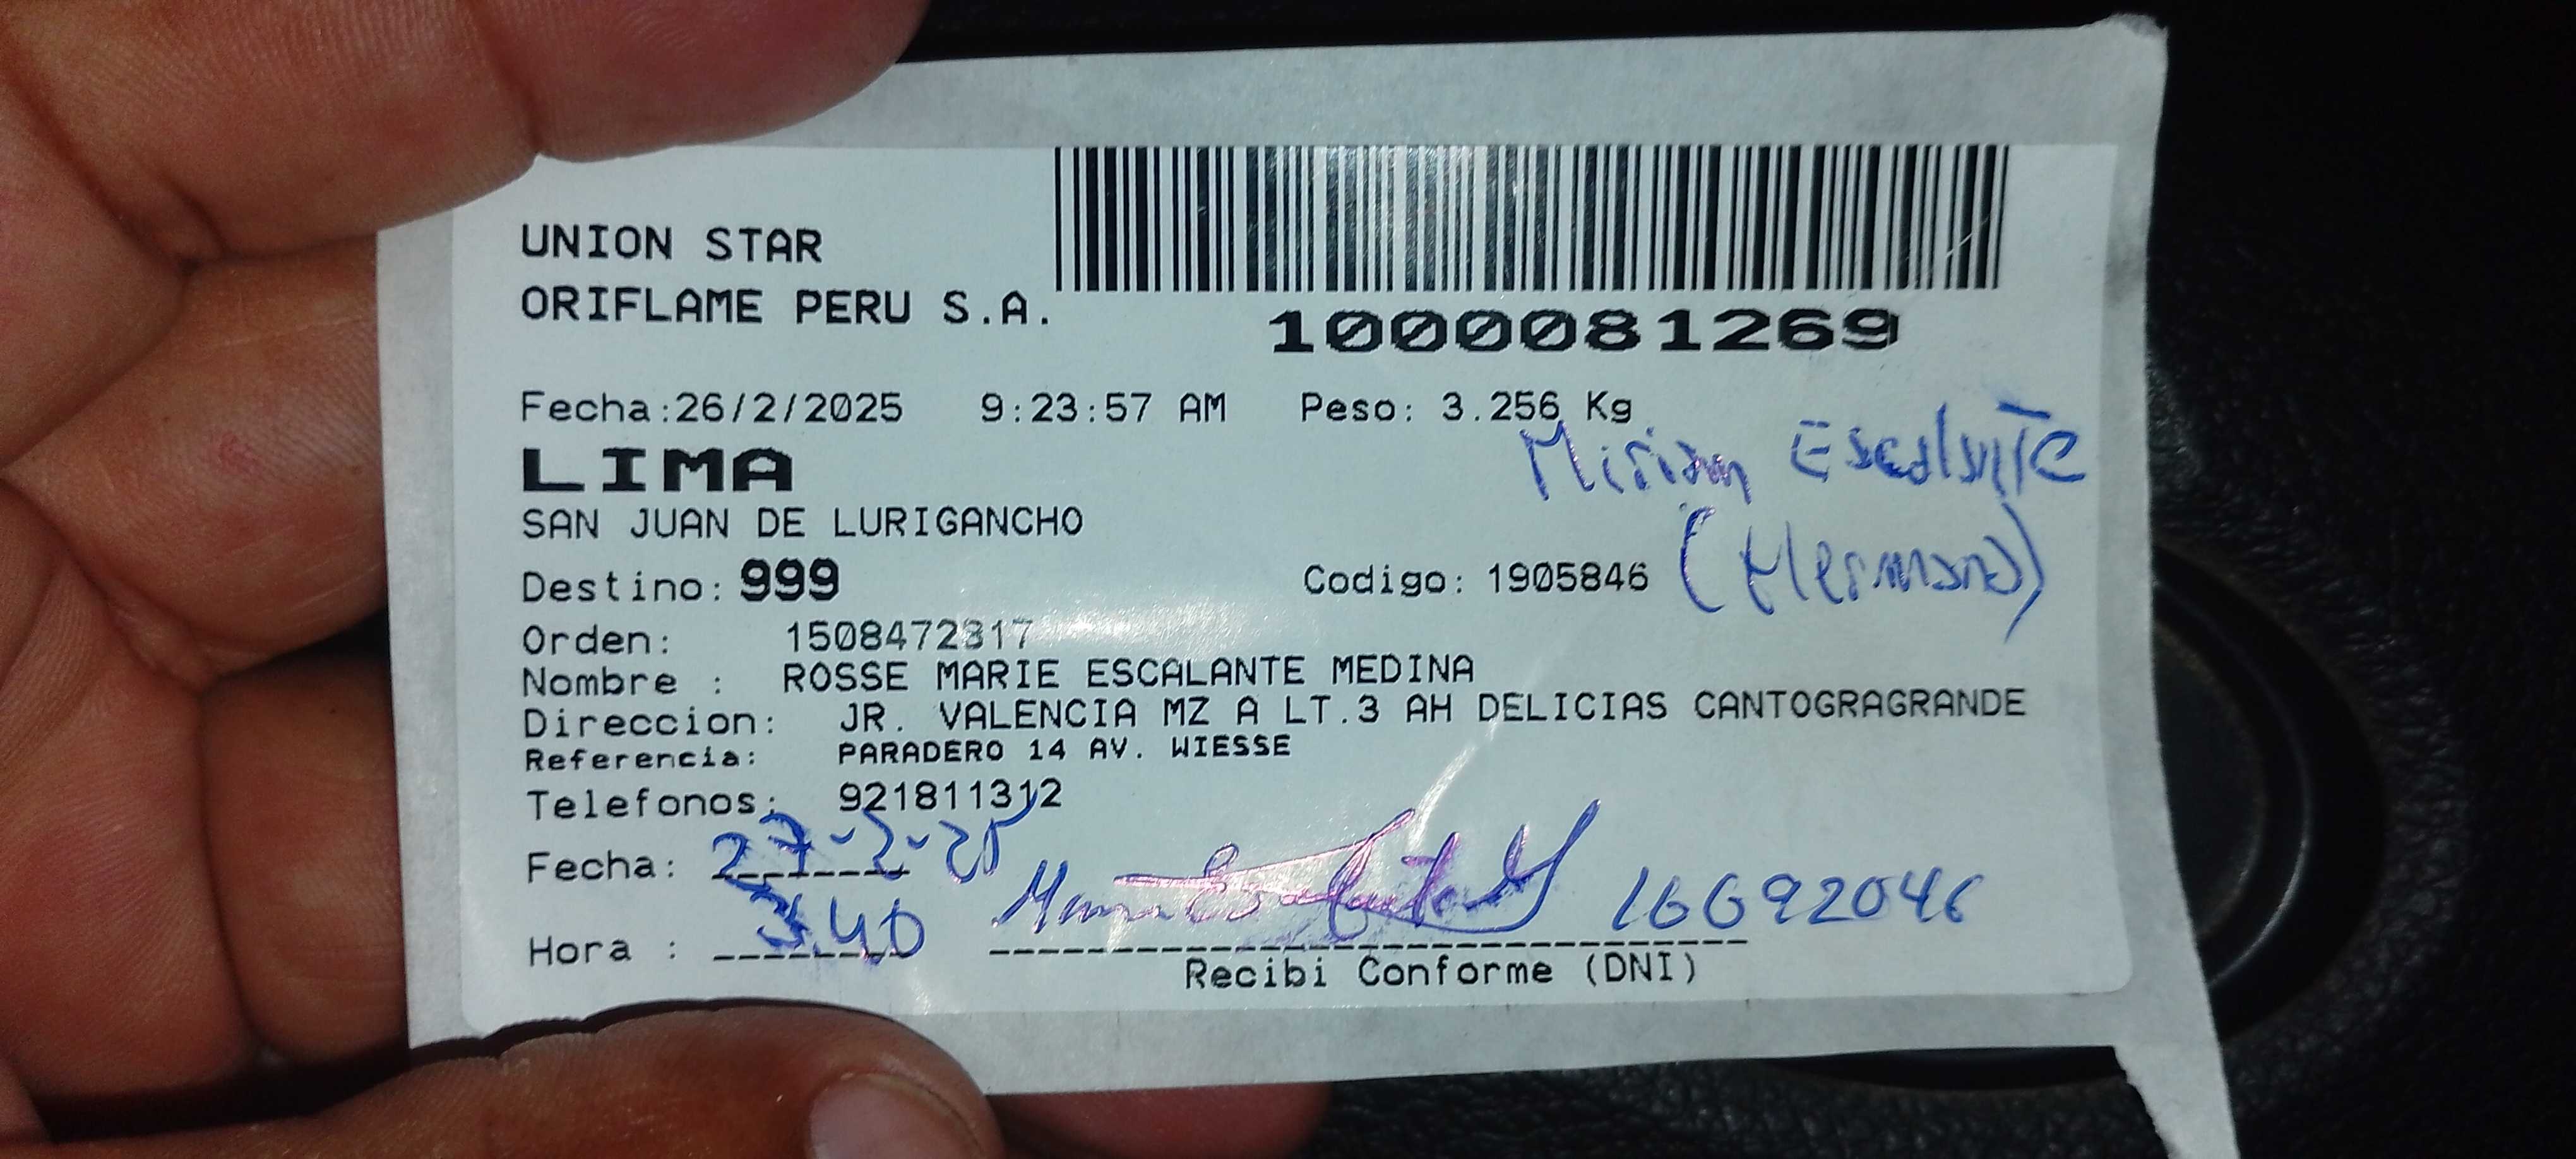 UNION STAR
ORIFLAME PERU S.A.
1000081269
Fecha:26/2/2025 9:23:57 AM Peso: 3.256 Kg
LIMA
Miriam Escalante
SAN JUAN DE LURIGANCHO
(Hermana)
Destino: 999 Codigo: 1905846
Orden: 1508472317
Nombre : ROSSE MARIE ESCALANTE MEDINA
Direccion: JR. VALENCIA MZ A LT.3 AH DELICIAS CANTOGRAGRANDE
Referencia: PARADERO 14 AV. WIESSE
Telefonos: 921811312
Fecha: 27-2-25
Hora : 3:40 16692046
Recibi Conforme (DNI)